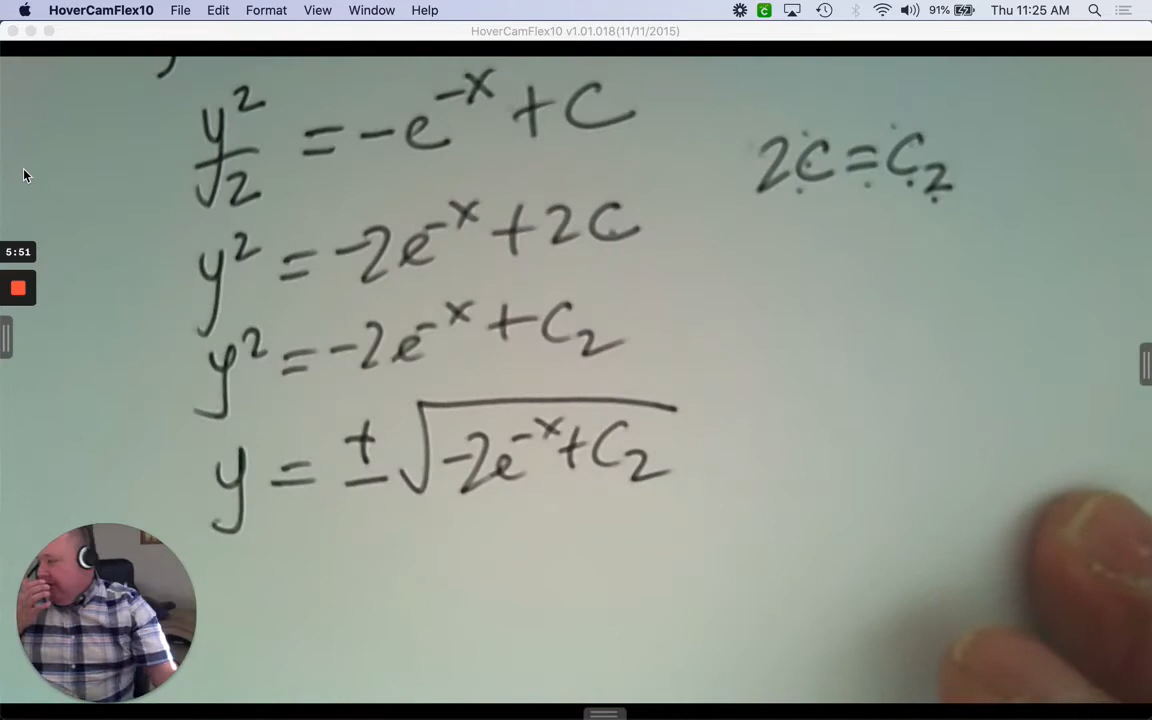 HoverCamFlex10 File Edit Format View Window Help C 91% Thu 11:25 AM
HoverCamFlex10 v1.01.018(11/11/2015)
y²/2 = -e^{-x} + C
2C = C₂
y² = -2e^{-x} + 2C
5:51
y² = -2e^{-x} + C₂
y = ± √(-2e^{-x} + C₂)